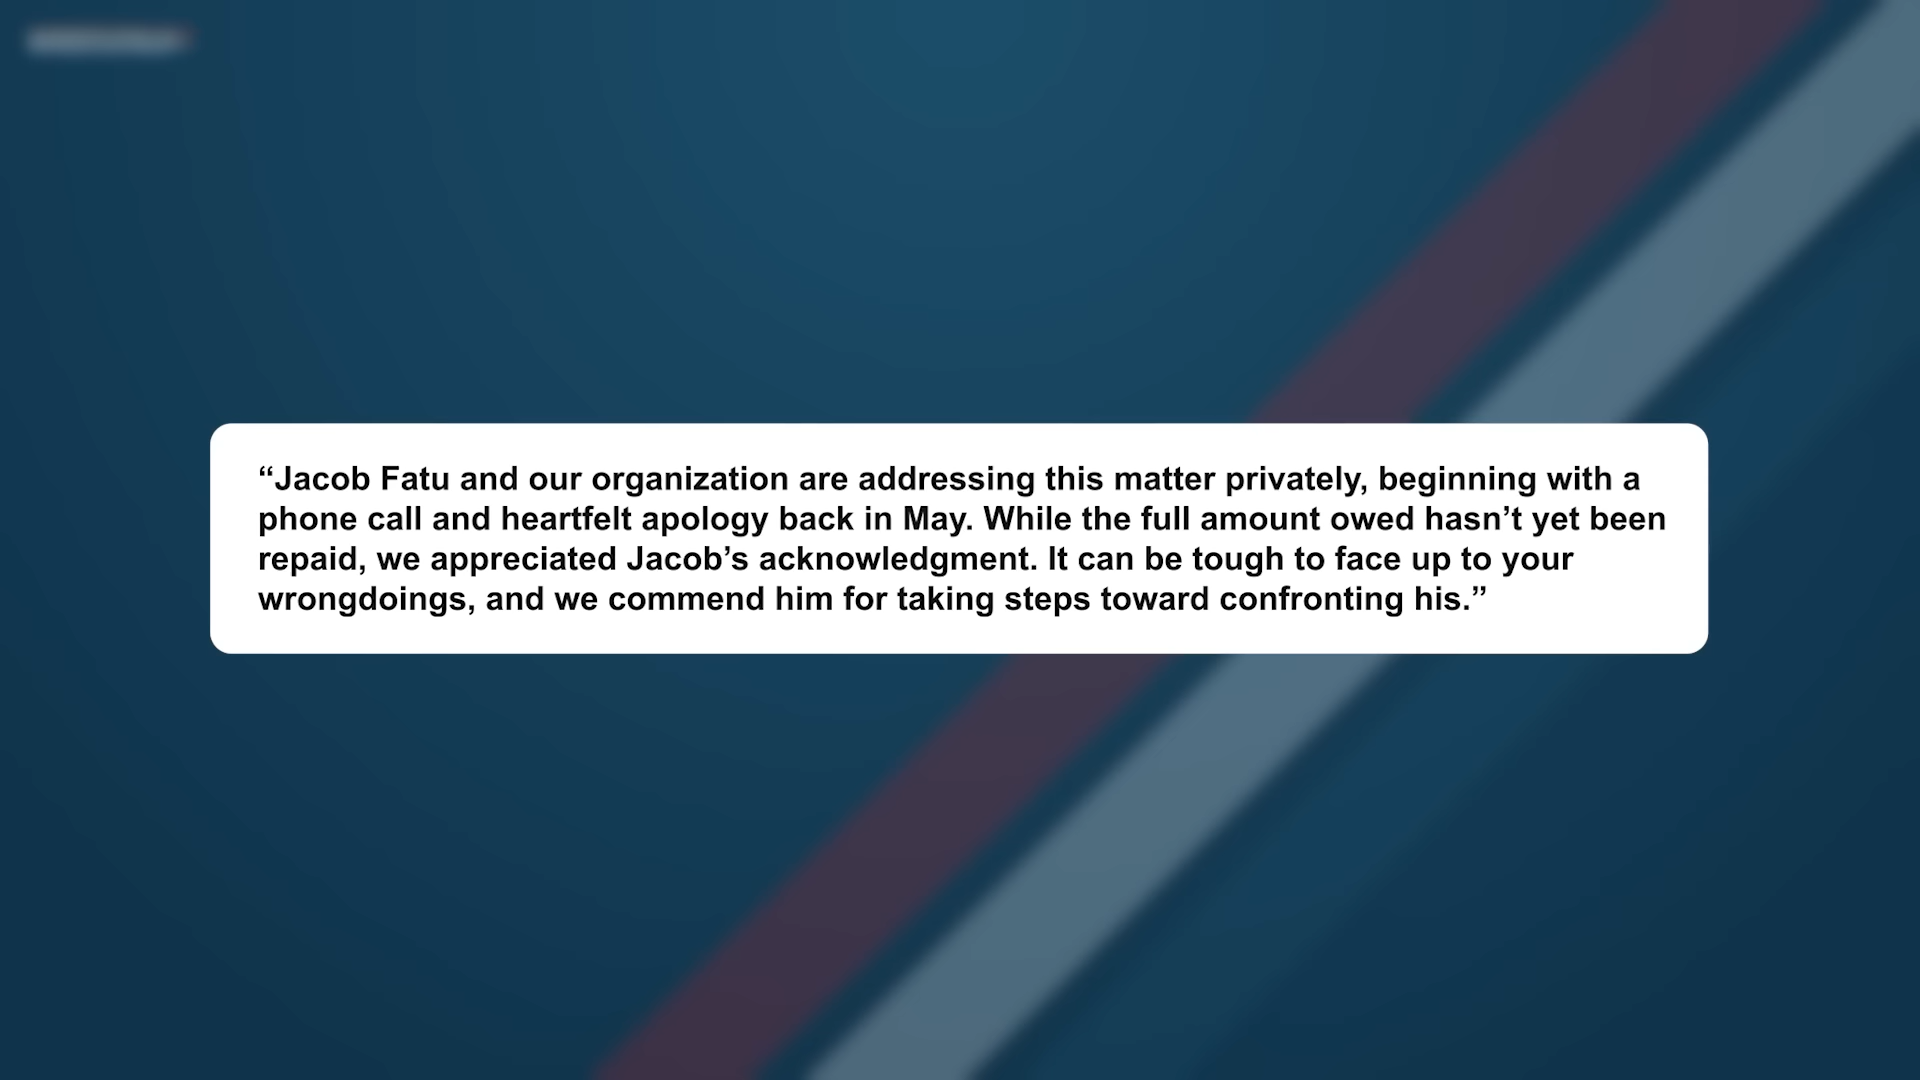 “Jacob Fatu and our organization are addressing this matter privately, beginning with a
phone call and heartfelt apology back in May. While the full amount owed hasn’t yet been
repaid, we appreciated Jacob’s acknowledgment. It can be tough to face up to your
wrongdoings, and we commend him for taking steps toward confronting his.”